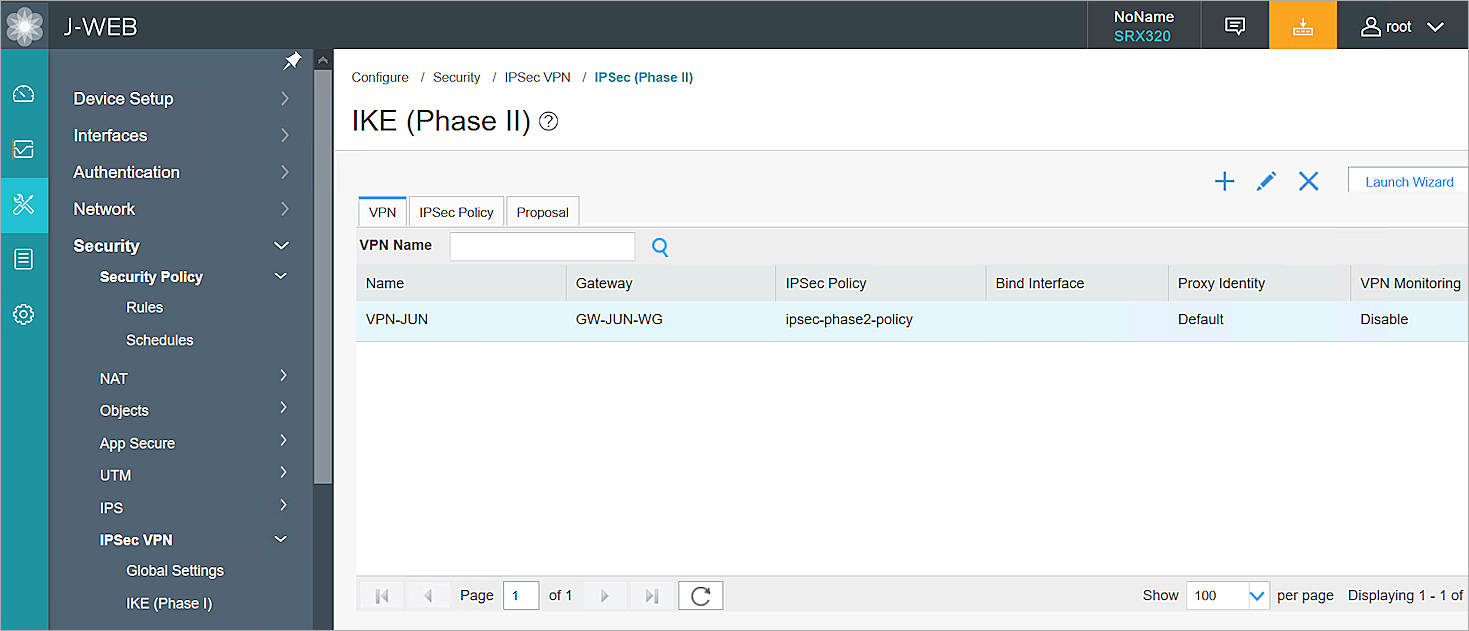 J-WEB
NoName
SRX320
root
Device Setup
Interfaces
Authentication
Network
Security
Security Policy
Rules
Schedules
NAT
Objects
App Secure
UTM
IPS
IPSec VPN
Global Settings
IKE (Phase I)
Configure / Security / IPSec VPN / IPSec (Phase II)
IKE (Phase II) ?
Launch Wizard
VPN IPSec Policy Proposal
VPN Name
Name Gateway IPSec Policy Bind Interface Proxy Identity VPN Monitoring
VPN-JUN GW-JUN-WG ipsec-phase2-policy Default Disable
Page 1 of 1 Show 100 per page Displaying 1 - 1 of